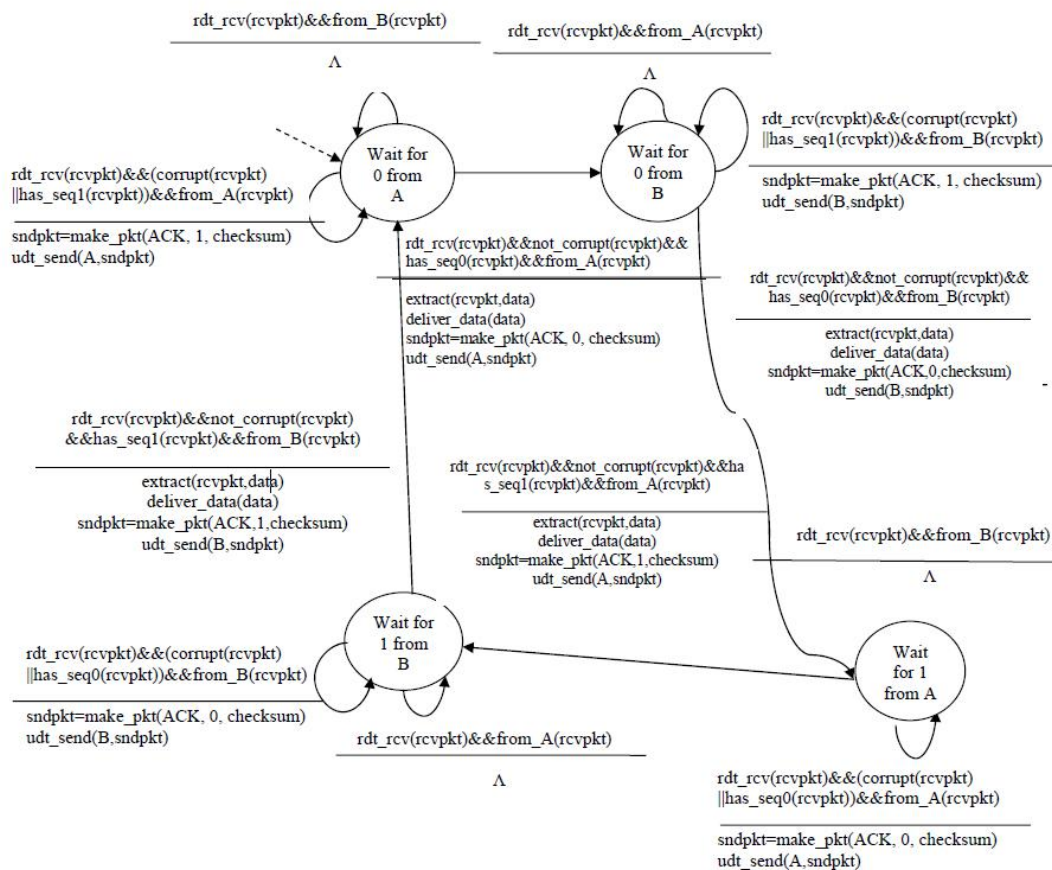 rdt_rcv(rcvpkt)&&from_B(rcvpkt)
Λ
rdt_rcv(rcvpkt)&&from_A(rcvpkt)
Λ
rdt_rcv(rcvpkt)&&(corrupt(rcvpkt)
||has_seq1(rcvpkt))&&from_A(rcvpkt)
sndpkt=make_pkt(ACK, 1, checksum)
udt_send(A,sndpkt)
Wait for
0 from
A
Wait for
0 from
B
rdt_rcv(rcvpkt)&&(corrupt(rcvpkt)
||has_seq1(rcvpkt))&&from_B(rcvpkt)
sndpkt=make_pkt(ACK, 1, checksum)
udt_send(B,sndpkt)
rdt_rcv(rcvpkt)&&not_corrupt(rcvpkt)&&
has_seq0(rcvpkt)&&from_A(rcvpkt)
extract(rcvpkt,data)
deliver_data(data)
sndpkt=make_pkt(ACK, 0, checksum)
udt_send(A,sndpkt)
rdt_rcv(rcvpkt)&&not_corrupt(rcvpkt)&&
has_seq0(rcvpkt)&&from_B(rcvpkt)
extract(rcvpkt,data)
deliver_data(data)
sndpkt=make_pkt(ACK,0,checksum)
udt_send(B,sndpkt)
-
rdt_rcv(rcvpkt)&&not_corrupt(rcvpkt)
&&has_seq1(rcvpkt)&&from_B(rcvpkt)
extract(rcvpkt,data)
deliver_data(data)
sndpkt=make_pkt(ACK,1,checksum)
udt_send(B,sndpkt)
rdt_rcv(rcvpkt)&&not_corrupt(rcvpkt)&&ha
s_seq1(rcvpkt)&&from_A(rcvpkt)
extract(rcvpkt,data)
deliver_data(data)
sndpkt=make_pkt(ACK,1,checksum)
udt_send(A,sndpkt)
rdt_rcv(rcvpkt)&&from_B(rcvpkt)
Λ
Wait for
1 from
B
Wait
for 1
from A
rdt_rcv(rcvpkt)&&(corrupt(rcvpkt)
||has_seq0(rcvpkt))&&from_B(rcvpkt)
sndpkt=make_pkt(ACK, 0, checksum)
udt_send(B,sndpkt)
rdt_rcv(rcvpkt)&&from_A(rcvpkt)
Λ
rdt_rcv(rcvpkt)&&(corrupt(rcvpkt)
||has_seq0(rcvpkt))&&from_A(rcvpkt)
sndpkt=make_pkt(ACK, 0, checksum)
udt_send(A,sndpkt)